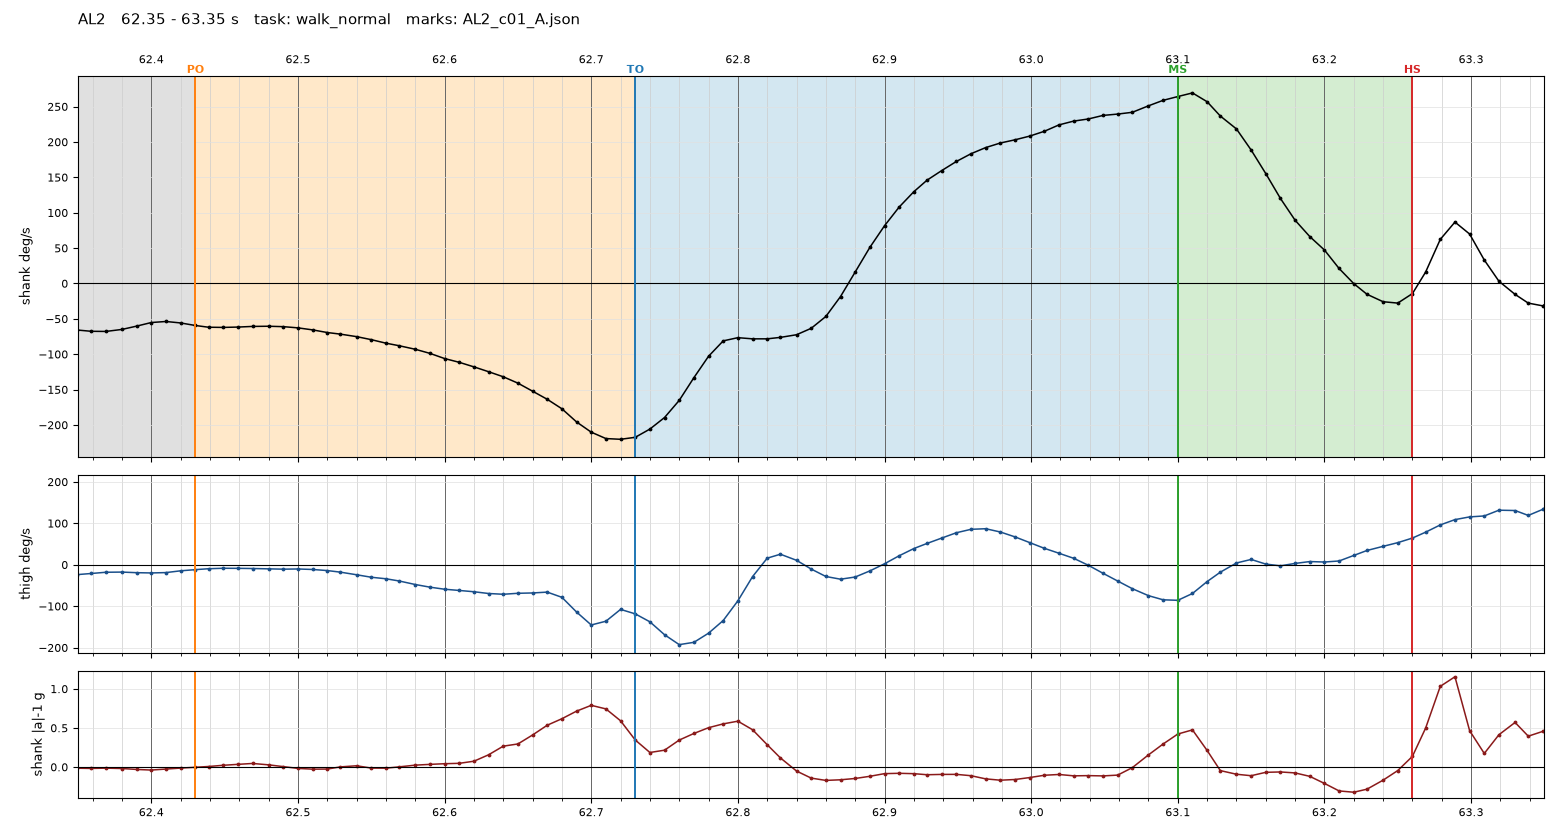 AL2   62.35 - 63.35 s   task: walk_normal   marks: AL2_c01_A.json
62.4 62.5 62.6 62.7 62.8 62.9 63.0 63.1 63.2 63.3
PO TO MS HS
shank deg/s
250
200
150
100
50
0
−50
−100
−150
−200
thigh deg/s
200
100
0
−100
−200
shank |a|-1 g
1.0
0.5
0.0
62.4 62.5 62.6 62.7 62.8 62.9 63.0 63.1 63.2 63.3